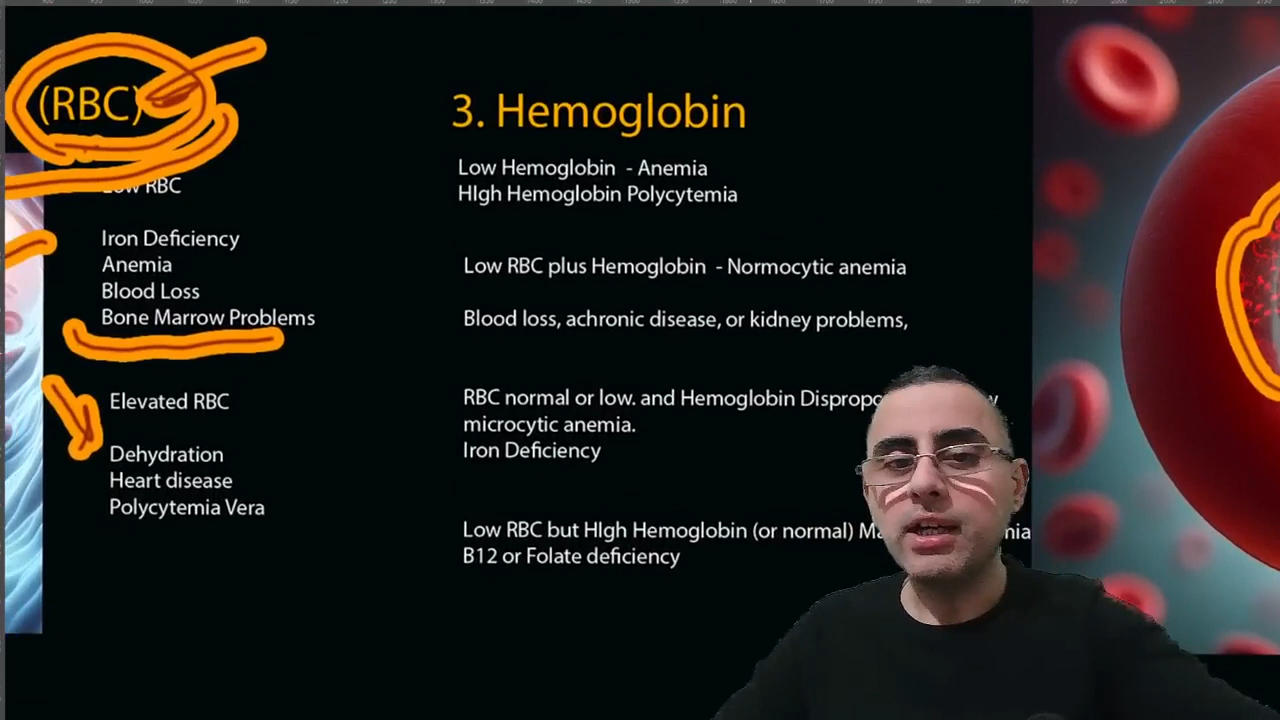 (RBC)
Low RBC
Iron Deficiency
Anemia
Blood Loss
Bone Marrow Problems
Elevated RBC
Dehydration
Heart disease
Polycytemia Vera
3. Hemoglobin
Low Hemoglobin - Anemia
HIgh Hemoglobin Polycytemia
Low RBC plus Hemoglobin - Normocytic anemia
Blood loss, achronic disease, or kidney problems,
RBC normal or low. and Hemoglobin
microcytic anemia.
Iron Deficiency
Low RBC but HIgh Hemoglobin (or normal)
B12 or Folate deficiency